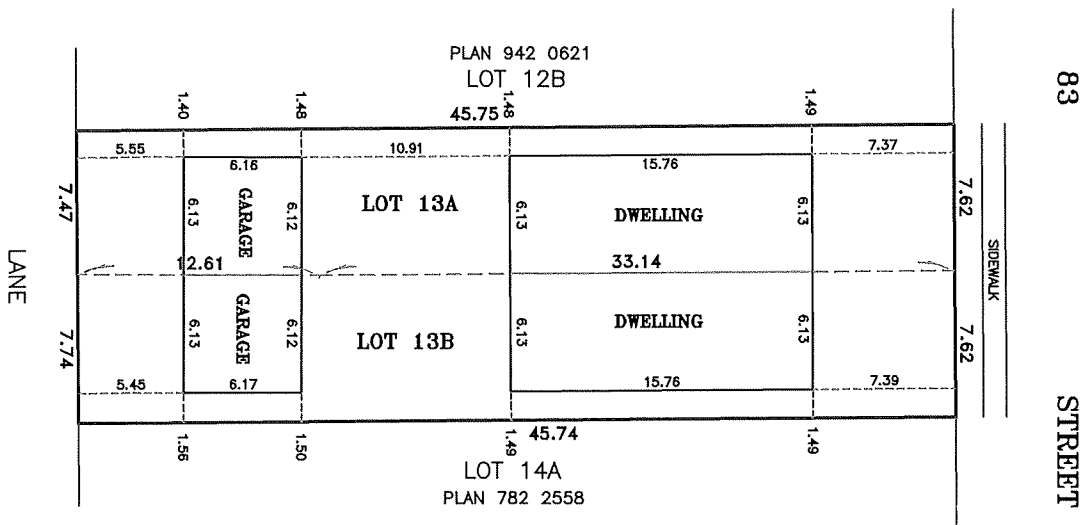 PLAN 942 0621
LOT 12B
83 STREET
1.40
1.48
45.75
1.48
1.49
5.55
6.16
10.91
15.76
7.37
7.47
6.13
GARAGE
6.12
LOT 13A
6.13
DWELLING
6.13
7.62
SIDEWALK
12.61
33.14
LANE
7.74
6.13
GARAGE
6.12
LOT 13B
6.13
DWELLING
6.13
7.62
5.45
6.17
15.76
7.39
1.56
1.50
1.49
45.74
1.49
LOT 14A
PLAN 782 2558